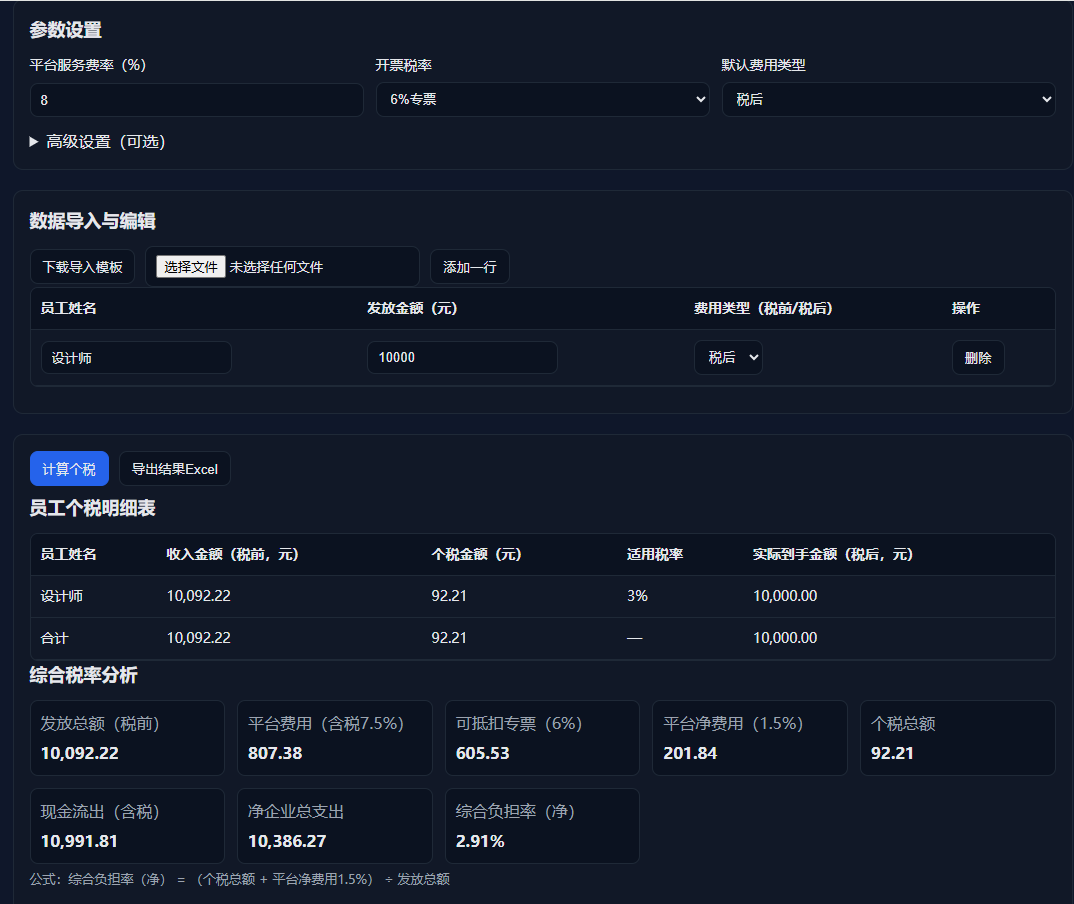 参数设置
平台服务费率（%） 开票税率 默认费用类型
8 6%专票 税后
▶ 高级设置（可选）
数据导入与编辑
下载导入模板 选择文件 未选择任何文件 添加一行
员工姓名 发放金额（元） 费用类型（税前/税后） 操作
设计师 10000 税后 删除
计算个税 导出结果Excel
员工个税明细表
员工姓名 收入金额（税前，元） 个税金额（元） 适用税率 实际到手金额（税后，元）
设计师 10,092.22 92.21 3% 10,000.00
合计 10,092.22 92.21 — 10,000.00
综合税率分析
发放总额（税前） 平台费用（含税7.5%） 可抵扣专票（6%） 平台净费用（1.5%） 个税总额
10,092.22 807.38 605.53 201.84 92.21
现金流出（含税） 净企业总支出 综合负担率（净）
10,991.81 10,386.27 2.91%
公式：综合负担率（净） = （个税总额 + 平台净费用1.5%） ÷ 发放总额